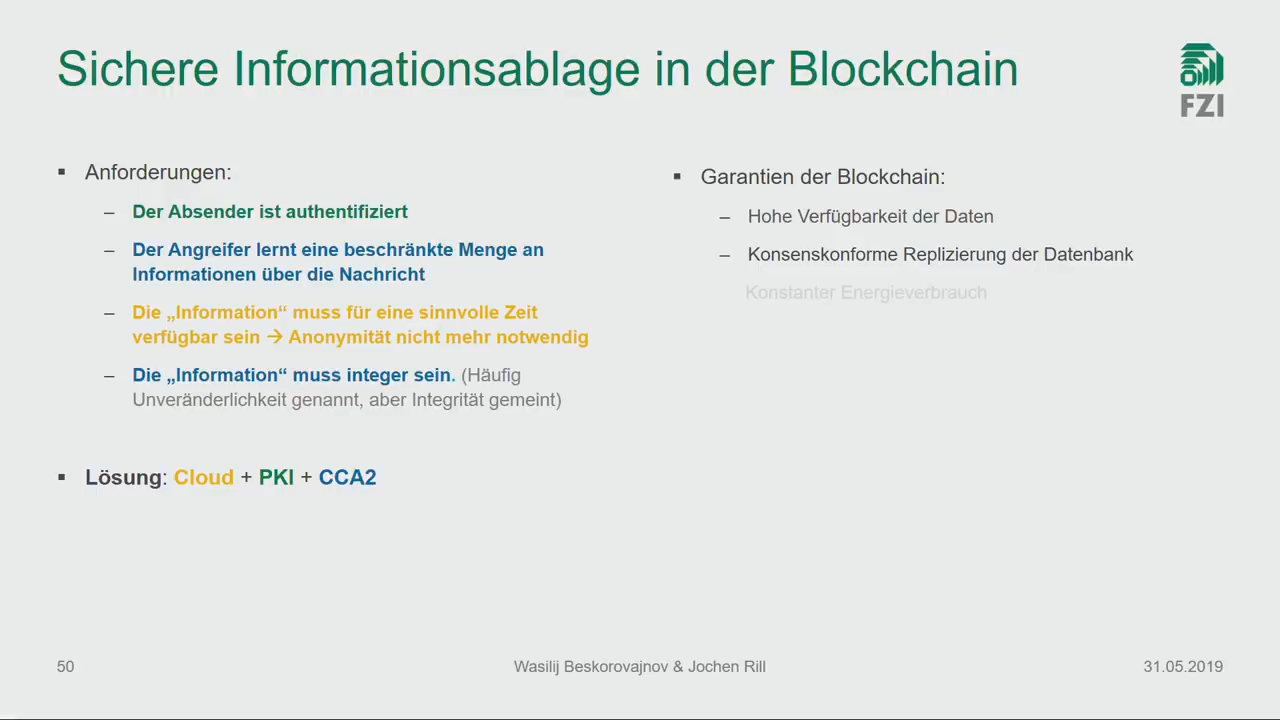 Sichere Informationsablage in der Blockchain
FZI
▪ Anforderungen:
– Der Absender ist authentifiziert
– Der Angreifer lernt eine beschränkte Menge an
Informationen über die Nachricht
– Die „Information“ muss für eine sinnvolle Zeit
verfügbar sein → Anonymität nicht mehr notwendig
– Die „Information“ muss integer sein. (Häufig
Unveränderlichkeit genannt, aber Integrität gemeint)
▪ Lösung: Cloud + PKI + CCA2
▪ Garantien der Blockchain:
– Hohe Verfügbarkeit der Daten
– Konsenskonforme Replizierung der Datenbank
Konstanter Energieverbrauch
50
Wasilij Beskorovajnov & Jochen Rill
31.05.2019